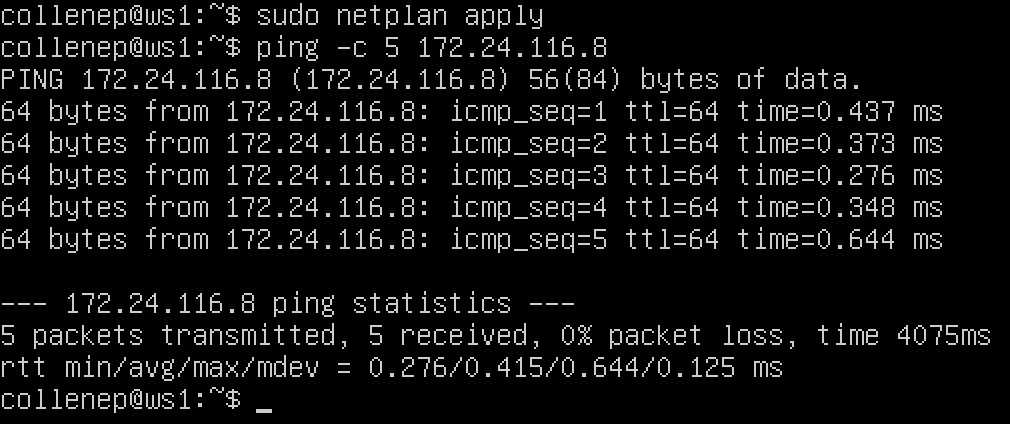 collenep@ws1:~$ sudo netplan apply
collenep@ws1:~$ ping -c 5 172.24.116.8
PING 172.24.116.8 (172.24.116.8) 56(84) bytes of data.
64 bytes from 172.24.116.8: icmp_seq=1 ttl=64 time=0.437 ms
64 bytes from 172.24.116.8: icmp_seq=2 ttl=64 time=0.373 ms
64 bytes from 172.24.116.8: icmp_seq=3 ttl=64 time=0.276 ms
64 bytes from 172.24.116.8: icmp_seq=4 ttl=64 time=0.348 ms
64 bytes from 172.24.116.8: icmp_seq=5 ttl=64 time=0.644 ms

--- 172.24.116.8 ping statistics ---
5 packets transmitted, 5 received, 0% packet loss, time 4075ms
rtt min/avg/max/mdev = 0.276/0.415/0.644/0.125 ms
collenep@ws1:~$ _